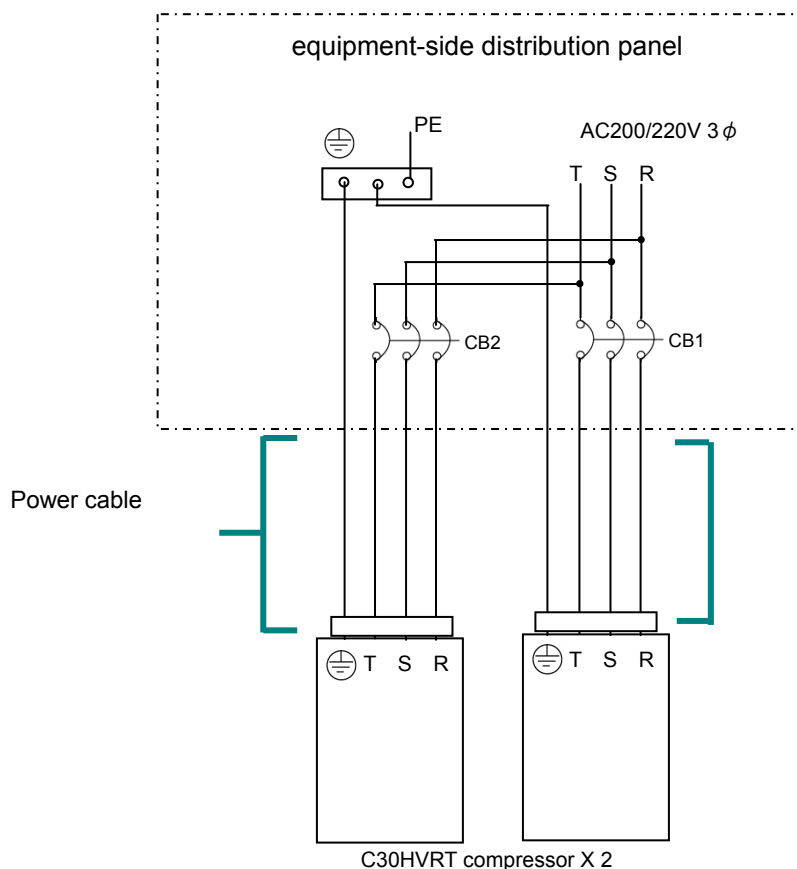 equipment-side distribution panel
PE
AC200/220V 3φ
T S R
CB2
CB1
Power cable
T S R
T S R
C30HVRT compressor X 2